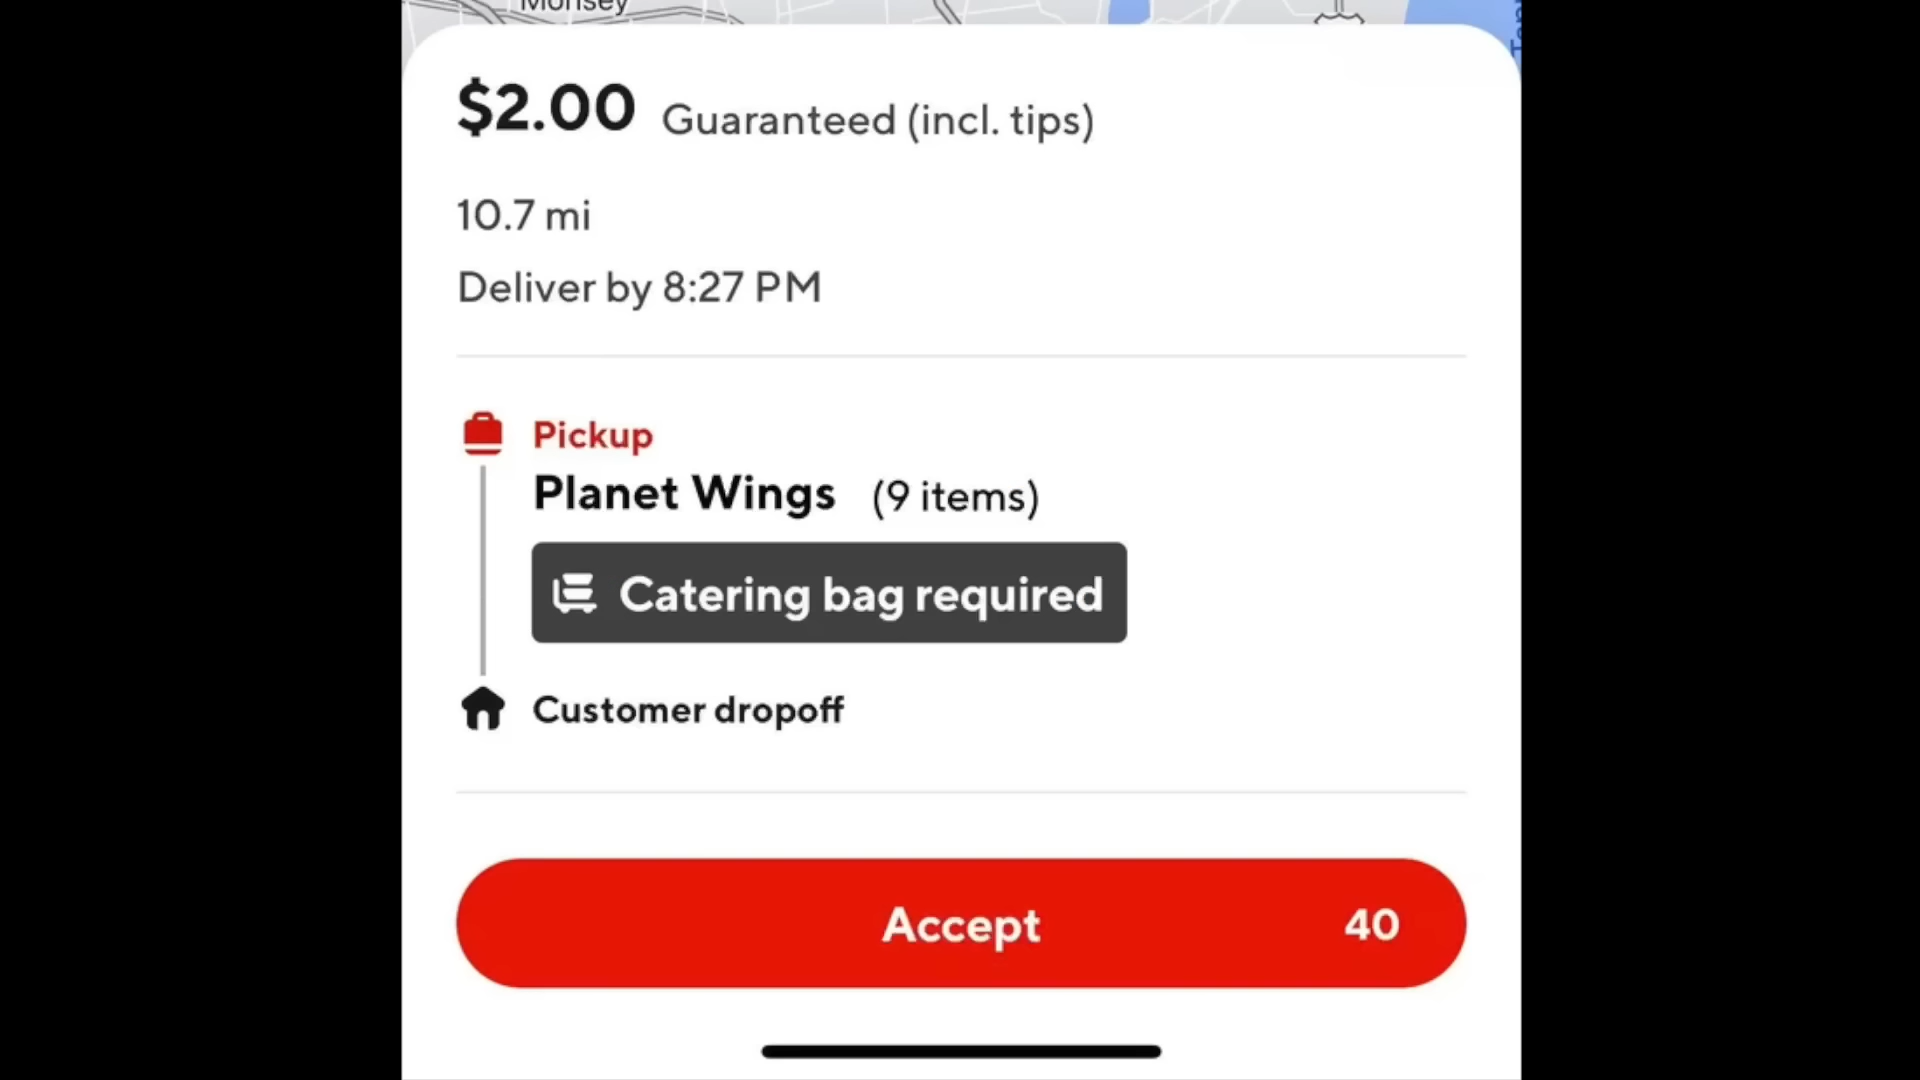 Monsey
$2.00 Guaranteed (incl. tips)
10.7 mi
Deliver by 8:27 PM
Pickup
Planet Wings (9 items)
Catering bag required
Customer dropoff
Accept 40